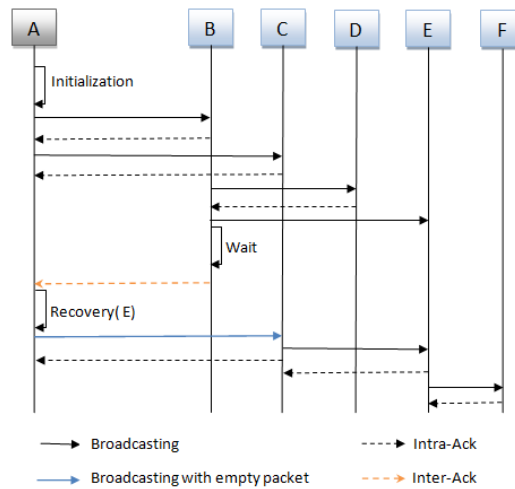 A B C D E F
Initialization
Wait
Recovery( E)
Broadcasting
Intra-Ack
Broadcasting with empty packet
Inter-Ack